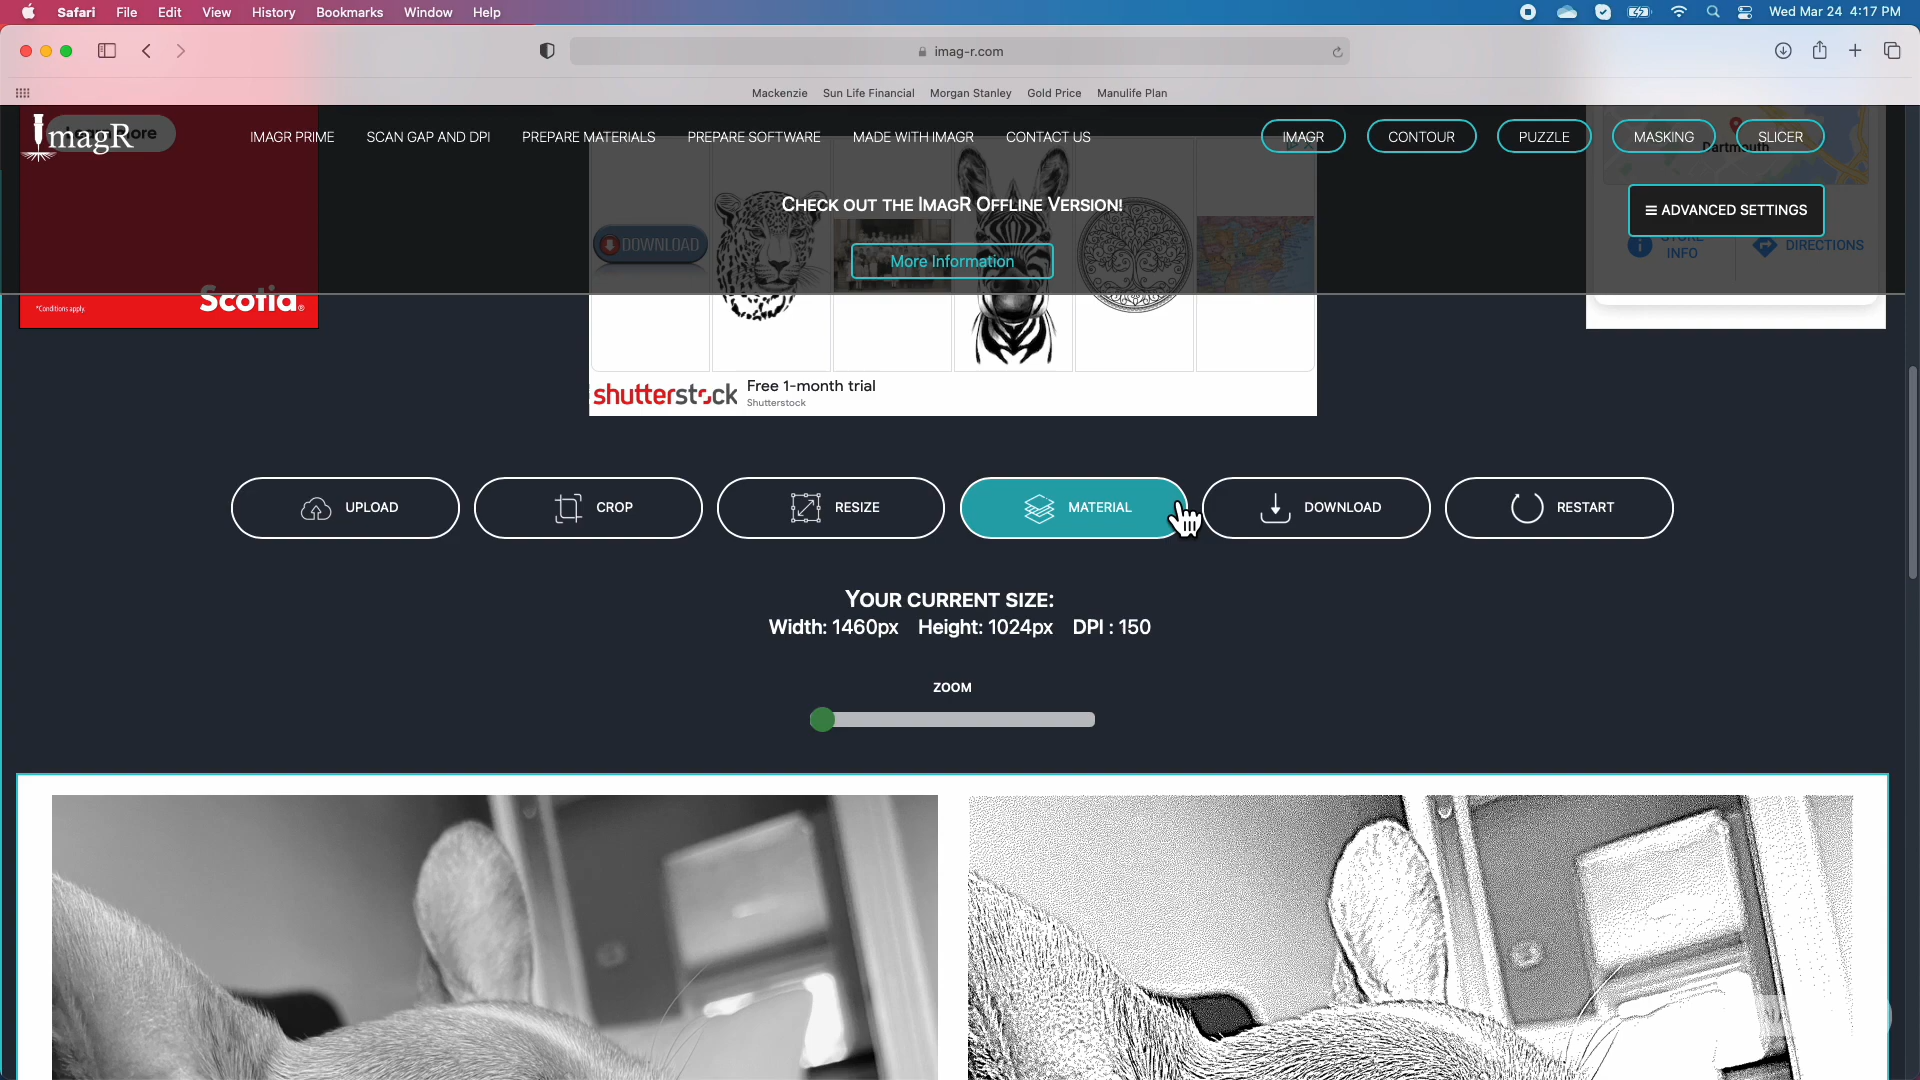 Safari File Edit View History Bookmarks Window Help
Wed Mar 24 4:17 PM
imag-r.com
Mackenzie Sun Life Financial Morgan Stanley Gold Price Manulife Plan
ImagR
IMAGR PRIME SCAN GAP AND DPI PREPARE MATERIALS PREPARE SOFTWARE MADE WITH IMAGR CONTACT US
IMAGR CONTOUR PUZZLE MASKING SLICER
Dartmouth
CHECK OUT THE IMAGR OFFLINE VERSION!
ADVANCED SETTINGS
DOWNLOAD
STORE INFO
DIRECTIONS
More Information
*Conditions apply.
Scotia
shutterstock
Free 1-month trial
Shutterstock
UPLOAD CROP RESIZE MATERIAL DOWNLOAD RESTART
YOUR CURRENT SIZE:
Width: 1460px Height: 1024px DPI : 150
ZOOM